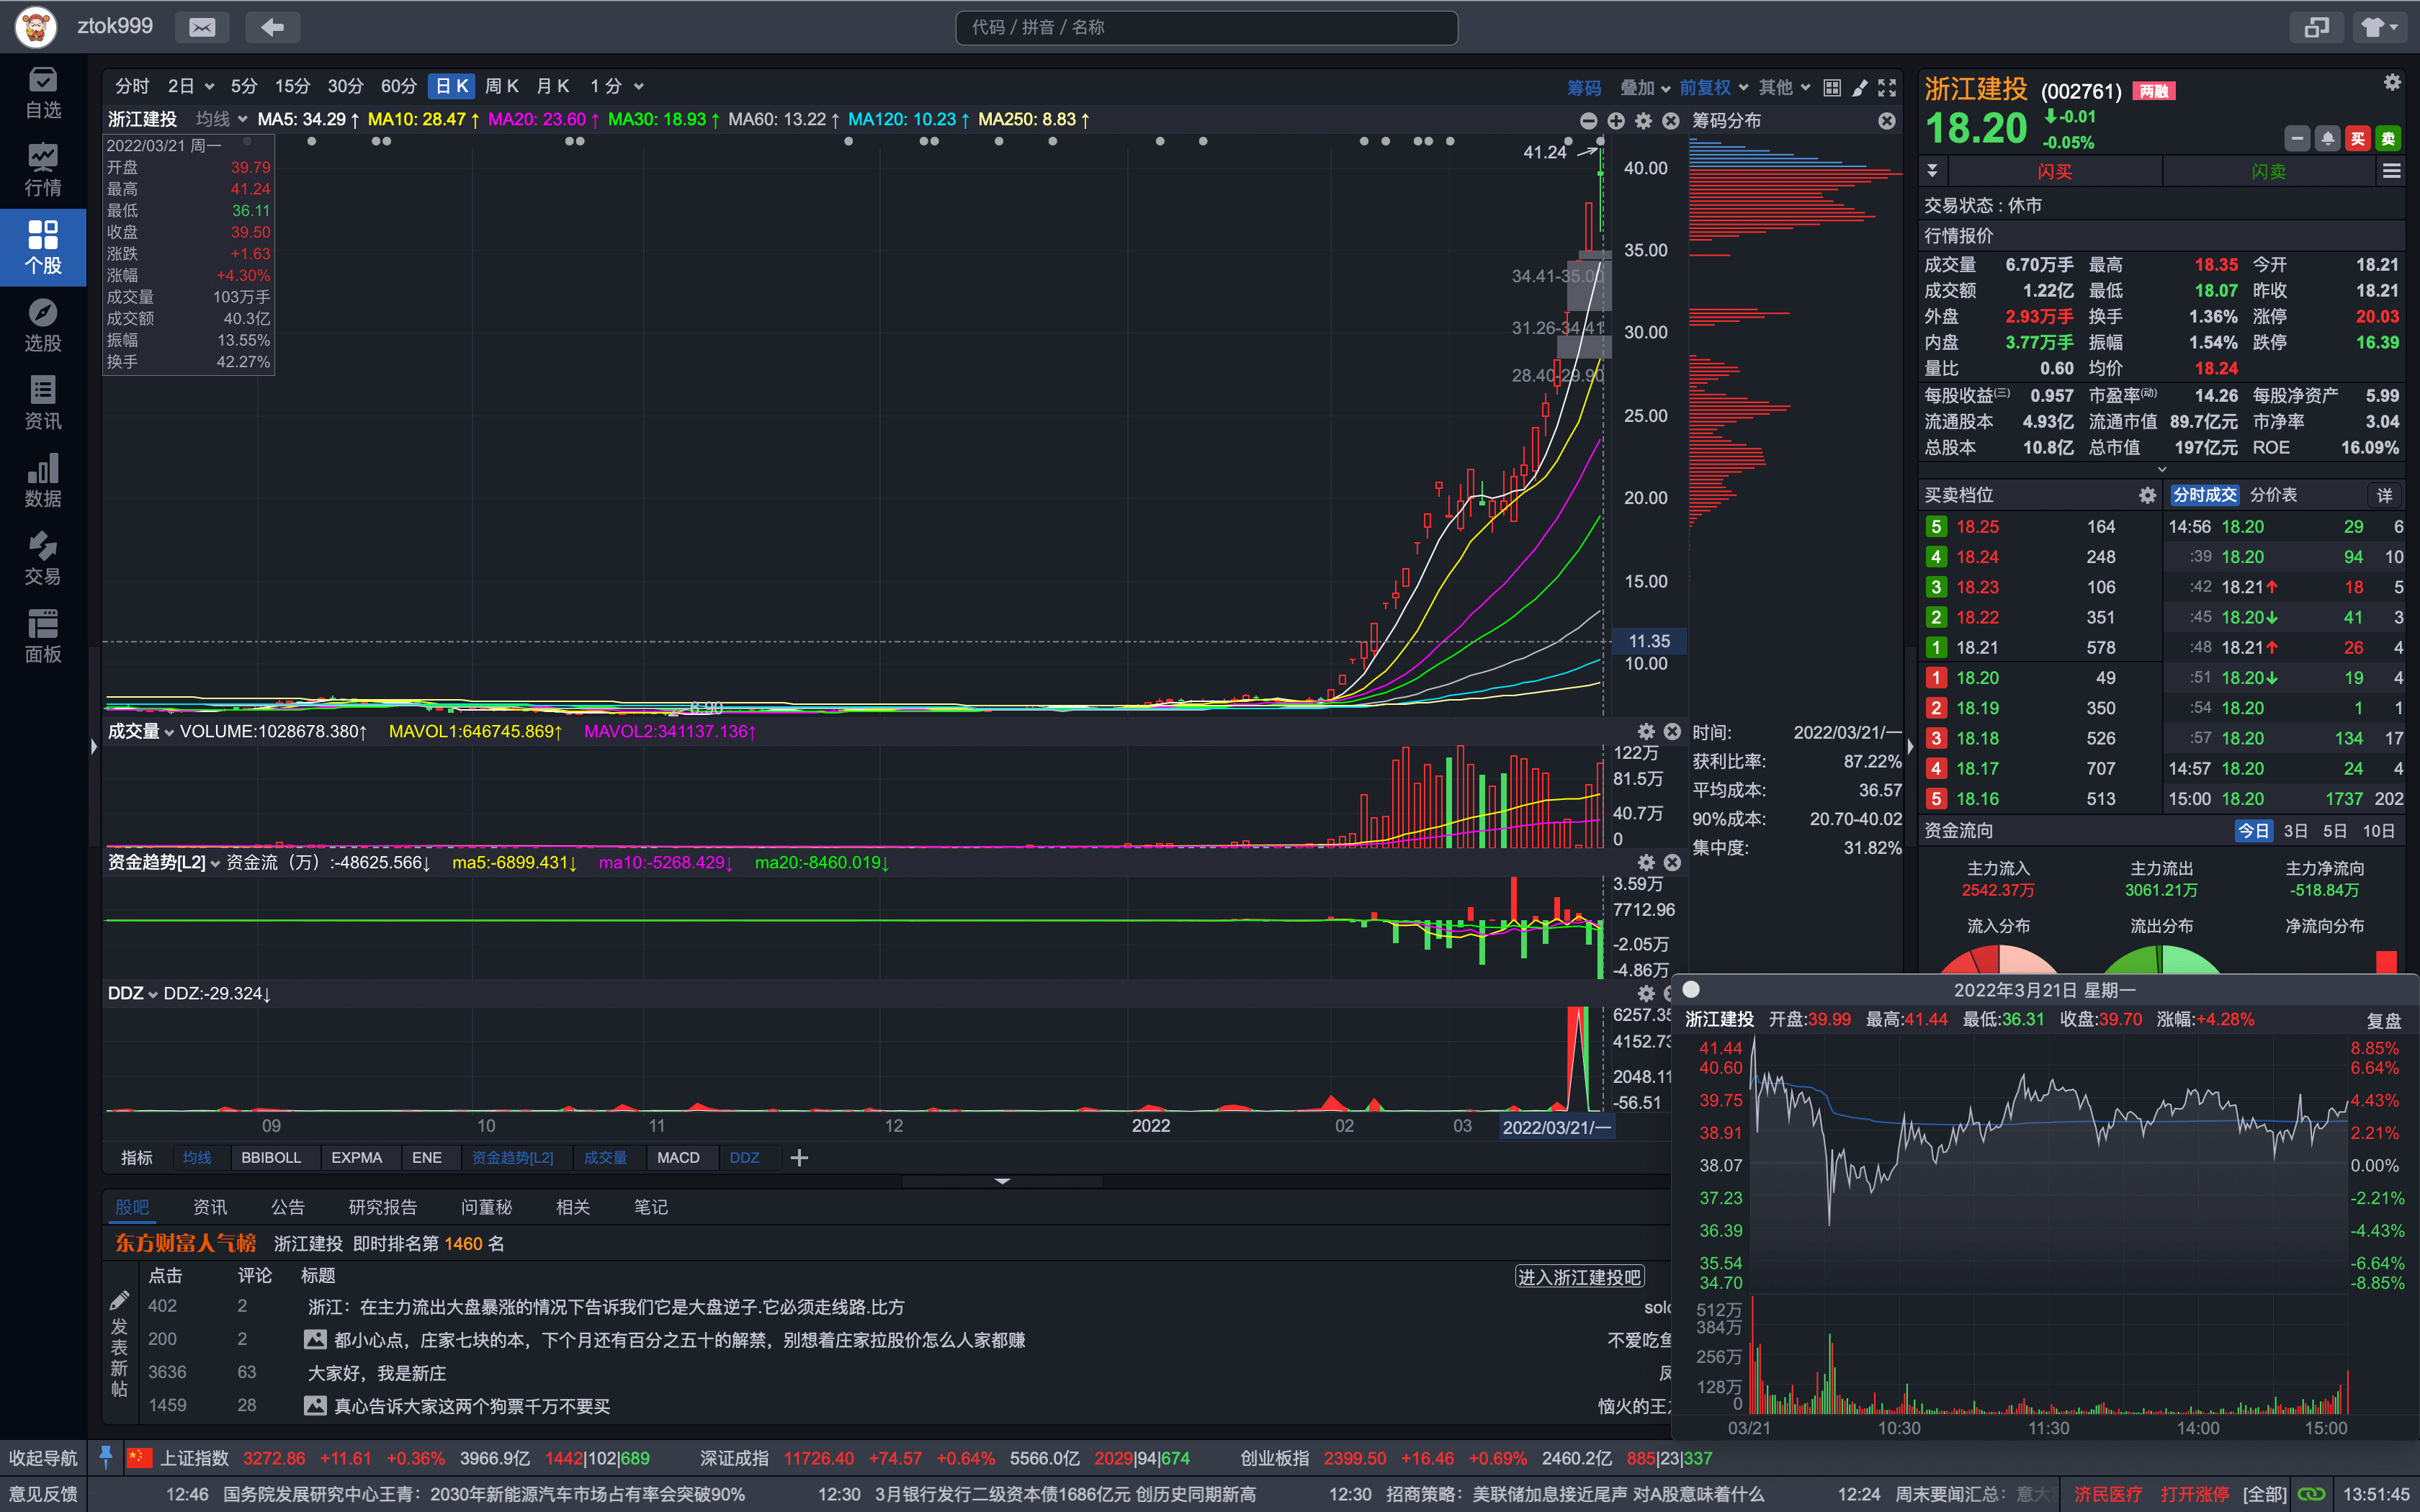 ztok999
代码 / 拼音 / 名称
自选
行情
个股
选股
资讯
数据
交易
面板
分时 2日 5分 15分 30分 60分 日K 周K 月K 1分 筹码 叠加 前复权 其他
浙江建投 均线 MA5: 34.29↑ MA10: 28.47↑ MA20: 23.60↑ MA30: 18.93↑ MA60: 13.22↑ MA120: 10.23↑ MA250: 8.83↑
筹码分布
2022/03/21 周一
开盘 39.79
最高 41.24
最低 36.11
收盘 39.50
涨跌 +1.63
涨幅 +4.30%
成交量 103万手
成交额 40.3亿
振幅 13.55%
换手 42.27%
41.24
34.41-35.00
31.26-34.41
28.40-29.90
6.90
40.00
35.00
30.00
25.00
20.00
15.00
11.35
10.00
成交量 VOLUME:1028678.380↑ MAVOL1:646745.869↑ MAVOL2:341137.136↑
122万
81.5万
40.7万
0
资金趋势[L2] 资金流（万）:-48625.566↓ ma5:-6899.431↓ ma10:-5268.429↓ ma20:-8460.019↓
3.59万
7712.96
-2.05万
-4.86万
DDZ DDZ:-29.324↓
6257.35
4152.73
2048.11
-56.51
09 10 11 12 2022 02 03 2022/03/21/一
时间: 2022/03/21/一
获利比率: 87.22%
平均成本: 36.57
90%成本: 20.70-40.02
集中度: 31.82%
指标 均线 BBIBOLL EXPMA ENE 资金趋势[L2] 成交量 MACD DDZ
股吧 资讯 公告 研究报告 问董秘 相关 笔记
东方财富人气榜 浙江建投 即时排名第 1460 名
发表新帖
点击 评论 标题 进入浙江建投吧
402 2 浙江：在主力流出大盘暴涨的情况下告诉我们它是大盘逆子.它必须走线路.比方
200 2 都小心点，庄家七块的本，下个月还有百分之五十的解禁，别想着庄家拉股价怎么人家都赚 不爱吃鱼
3636 63 大家好，我是新庄
1459 28 真心告诉大家这两个狗票千万不要买 恼火的王
浙江建投 (002761) 两融
18.20 -0.01
-0.05%
买 卖
闪买 闪卖
交易状态 : 休市
行情报价
成交量 6.70万手 最高 18.35 今开 18.21
成交额 1.22亿 最低 18.07 昨收 18.21
外盘 2.93万手 换手 1.36% 涨停 20.03
内盘 3.77万手 振幅 1.54% 跌停 16.39
量比 0.60 均价 18.24
每股收益(三) 0.957 市盈率(动) 14.26 每股净资产 5.99
流通股本 4.93亿 流通市值 89.7亿元 市净率 3.04
总股本 10.8亿 总市值 197亿元 ROE 16.09%
买卖档位 分时成交 分价表 详
5 18.25 164 14:56 18.20 29 6
4 18.24 248 :39 18.20 94 10
3 18.23 106 :42 18.21↑ 18 5
2 18.22 351 :45 18.20↓ 41 3
1 18.21 578 :48 18.21↑ 26 4
1 18.20 49 :51 18.20↓ 19 4
2 18.19 350 :54 18.20 1 1
3 18.18 526 :57 18.20 134 17
4 18.17 707 14:57 18.20 24 4
5 18.16 513 15:00 18.20 1737 202
资金流向 今日 3日 5日 10日
主力流入 主力流出 主力净流向
2542.37万 3061.21万 -518.84万
流入分布 流出分布 净流向分布
2022年3月21日 星期一
浙江建投 开盘:39.99 最高:41.44 最低:36.31 收盘:39.70 涨幅:+4.28% 复盘
41.44 8.85%
40.60 6.64%
39.75 4.43%
38.91 2.21%
38.07 0.00%
37.23 -2.21%
36.39 -4.43%
35.54 -6.64%
34.70 -8.85%
512万
384万
256万
128万
0
03/21 10:30 11:30 14:00 15:00
收起导航 上证指数 3272.86 +11.61 +0.36% 3966.9亿 1442|102|689 深证成指 11726.40 +74.57 +0.64% 5566.0亿 2029|94|674 创业板指 2399.50 +16.46 +0.69% 2460.2亿 885|23|337
意见反馈 12:46 国务院发展研究中心王青：2030年新能源汽车市场占有率会突破90% 12:30 3月银行发行二级资本债1686亿元 创历史同期新高 12:30 招商策略：美联储加息接近尾声 对A股意味着什么 12:24 周末要闻汇总：意大 济民医疗 打开涨停 [全部] 13:51:45